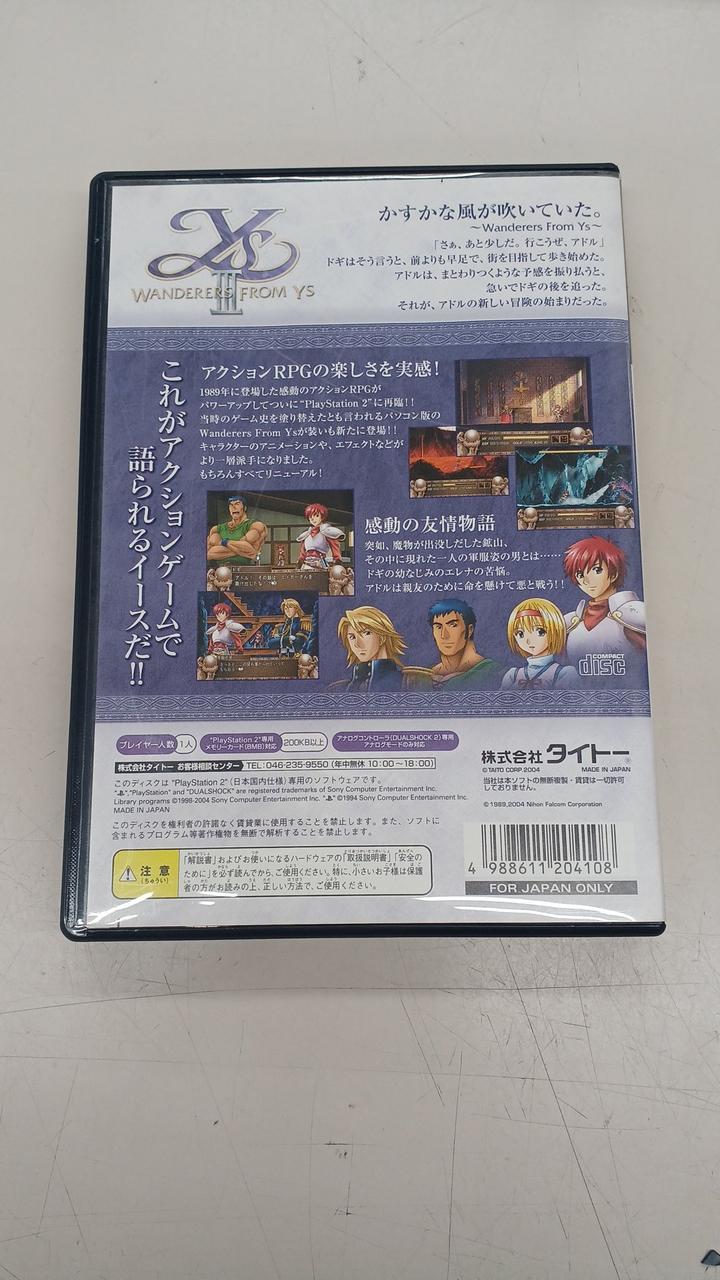 Ys
III
WANDERERS FROM YS
かすかな風が吹いていた。
～Wanderers From Ys～
「さぁ、あと少しだ。行こうぜ、アドル」
ドギはそう言うと、前よりも早足で、街を目指して歩き始めた。
アドルは、まとわりつくような予感を振り払うと、
急いでドギの後を追った。
それが、アドルの新しい冒険の始まりだった。
これがアクションゲームで
語られるイースだ!!
アクションRPGの楽しさを実感!
1989年に登場した感動のアクションRPGが
パワーアップしてついに"PlayStation 2"に再臨!!
当時のゲーム史を塗り替えたとも言われるパソコン版の
Wanderers From Ysが装いも新たに登場!!
キャラクターのアニメーションや、エフェクトなどが
より一層派手になりました。
もちろんすべてリニューアル!
感動の友情物語
突如、魔物が出没しだした鉱山、
その中に現れた一人の軍服姿の男とは……
ドギの幼なじみのエレナの苦悩。
アドルは親友のために命を懸けて悪と戦う!!
COMPACT
disc
プレイヤー人数 1人
"PlayStation 2"専用
メモリーカード(8MB)対応
200KB以上
アナログコントローラ(DUALSHOCK 2)専用
アナログモードのみ対応
株式会社タイトー お客様相談センター TEL:046-235-9550 (年中無休 10:00～18:00)
このディスクは "PlayStation 2" (日本国内仕様) 専用のソフトウェアです。
"PlayStation" and "DUALSHOCK" are registered trademarks of Sony Computer Entertainment Inc.
Library programs ©1998-2004 Sony Computer Entertainment Inc. ©1994 Sony Computer Entertainment Inc.
MADE IN JAPAN
このディスクを権利者の許諾なく賃貸業に使用することを禁止します。また、ソフトに
含まれるプログラム等著作権物を無断で解析することを禁止します。
株式会社タイトー®
©TAITO CORP.2004 MADE IN JAPAN
当社は本ソフトの無断複製・賃貸は一切許可
しておりません。
©1989,2004 Nihon Falcom Corporation
注意
(ちゅうい)
「解説書」およびお使いになるハードウェアの「取扱説明書」「安全の
ために」を必ず読んでから、ご使用ください。特に、小さいお子様は保護
者の方がお読みの上、正しい方法で、ご使用ください。
4 988611 204108
FOR JAPAN ONLY